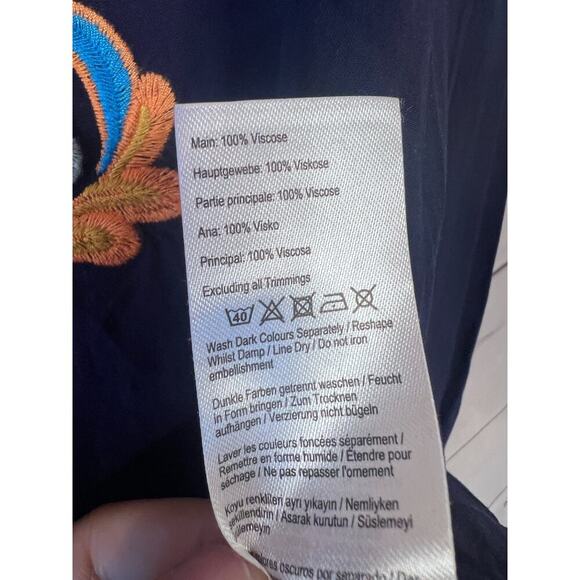 Main: 100% Viscose
Hauptgewebe: 100% Viskose
Partie principale: 100% Viscose
Ana: 100% Visko
Principal: 100% Viscosa
Excluding all Trimmings
40
Wash Dark Colours Separately / Reshape
Whilst Damp / Line Dry / Do not iron
embellishment
Dunkle Farben getrennt waschen / Feucht
in Form bringen / Zum Trocknen
aufhängen / Verzierung nicht bügeln
Laver les couleurs foncées séparément /
Remettre en forme humide / Étendre pour
séchage / Ne pas repasser l'ornement
Koyu renklileri ayrı yıkayın / Nemliyken
şekillendirin / Asarak kurutun / Süslemeyi
oscuros por separado /